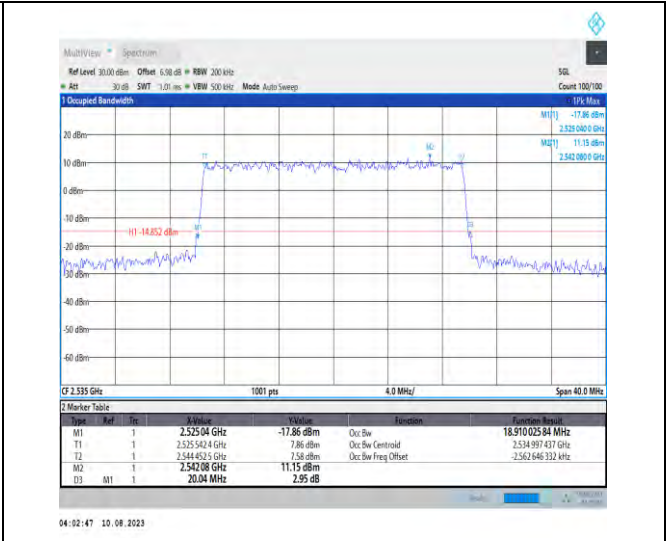 MultiView Spectrum
Ref Level 30.00 dBm Offset 6.98 dB RBW 200 kHz SGL
Att 30 dB SWT 1.01 ms VBW 500 kHz Mode Auto Sweep Count 100/100
1 Occupied Bandwidth 1Pk Max
M1[1] -17.86 dBm
2.525 040 0 GHz
M2[1] 11.15 dBm
2.542 080 0 GHz
20 dBm
10 dBm
0 dBm
-10 dBm
-20 dBm
-30 dBm
-40 dBm
-50 dBm
-60 dBm
M2
T1
M1
H1 -14.852 dBm
CF 2.535 GHz 1001 pts 4.0 MHz/ Span 40.0 MHz
2 Marker Table
Type Ref Trc X-Value Y-Value Function Function Result
M1 1 2.525 04 GHz -17.86 dBm Occ Bw 18.910 025 84 MHz
T1 1 2.525 542 4 GHz 7.86 dBm Occ Bw Centroid 2.534 997 437 GHz
T2 1 2.544 452 5 GHz 7.58 dBm Occ Bw Freq Offset -2.562 646 332 kHz
M2 1 2.542 08 GHz 11.15 dBm
D3 M1 1 20.04 MHz 2.95 dB
04:02:47 10.08.2023